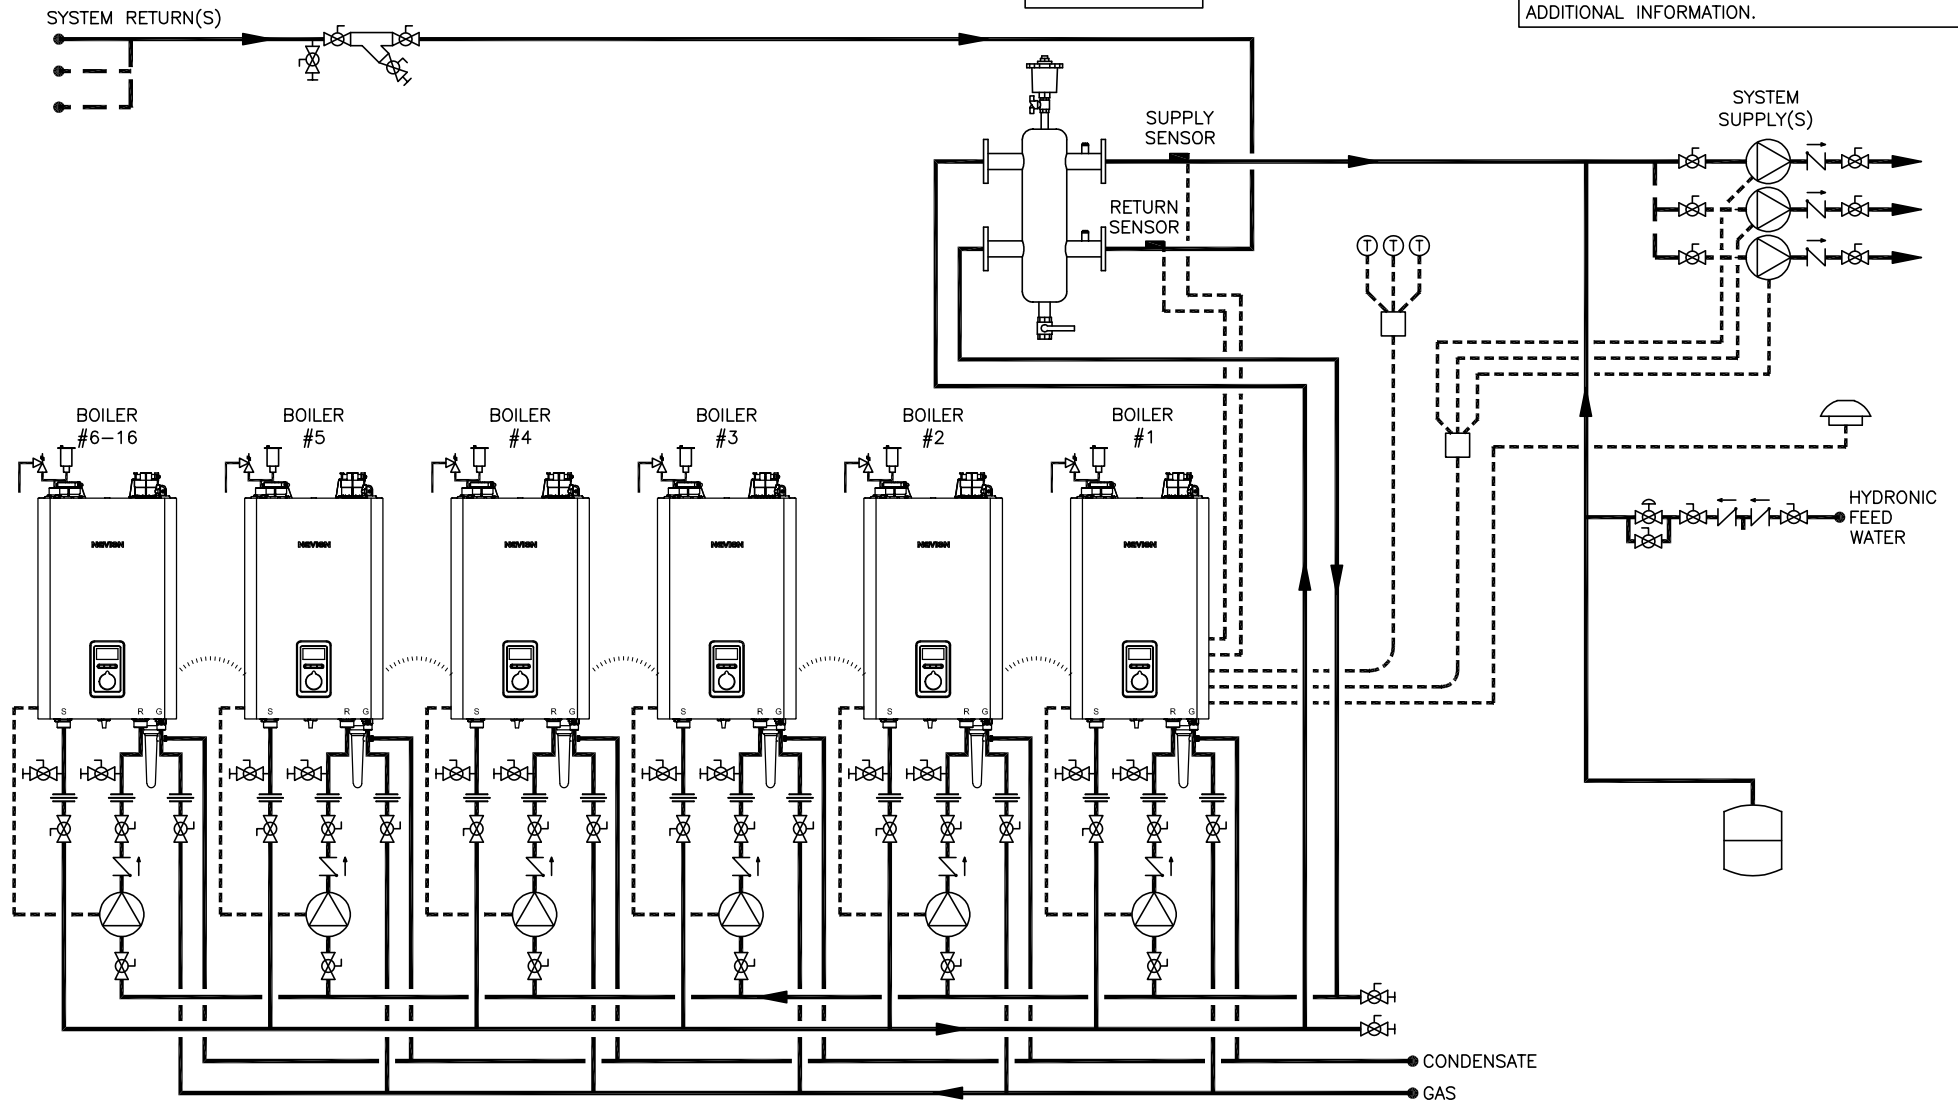 SYSTEM RETURN(S)
ADDITIONAL INFORMATION.
SYSTEM
SUPPLY(S)
SUPPLY
SENSOR
RETURN
SENSOR
T T T
BOILER
#6-16
BOILER
#5
BOILER
#4
BOILER
#3
BOILER
#2
BOILER
#1
HYDRONIC
FEED
WATER
NAVIEN
NAVIEN
NAVIEN
NAVIEN
NAVIEN
NAVIEN
S R G
S R G
S R G
S R G
S R G
S R G
CONDENSATE
GAS